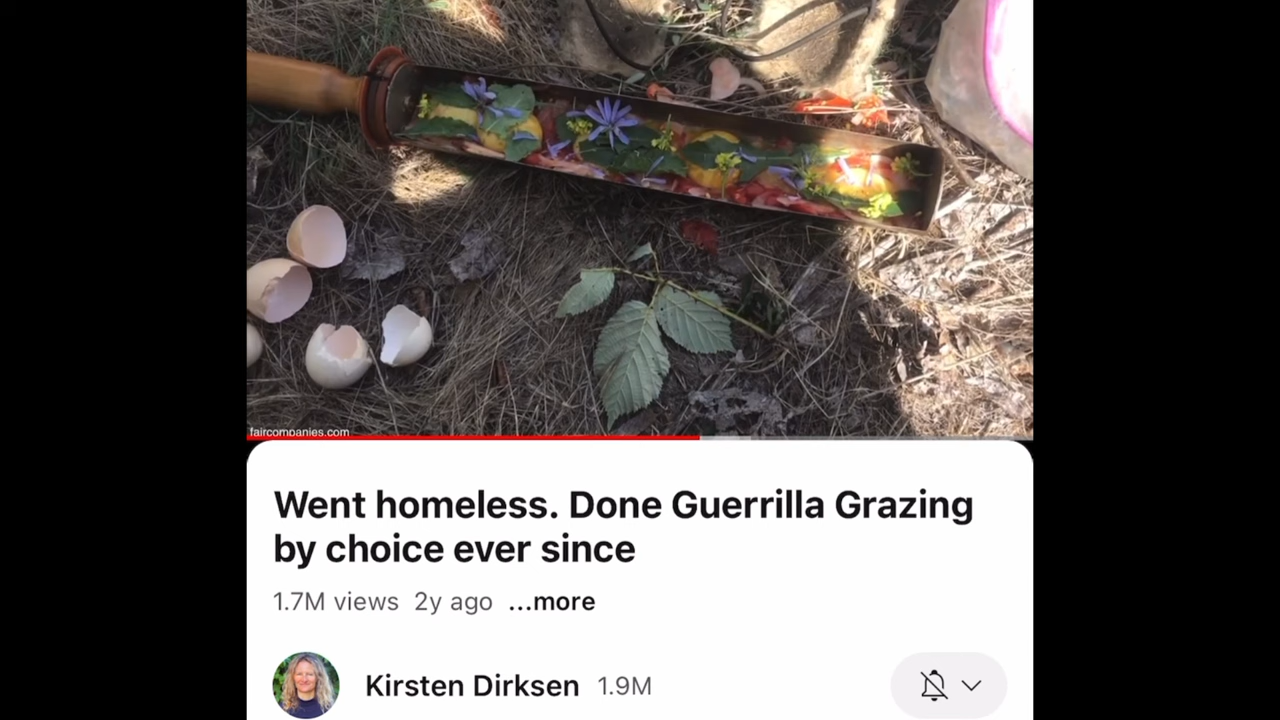 faircompanies.com
Went homeless. Done Guerrilla Grazing
by choice ever since
1.7M views 2y ago ...more
Kirsten Dirksen 1.9M